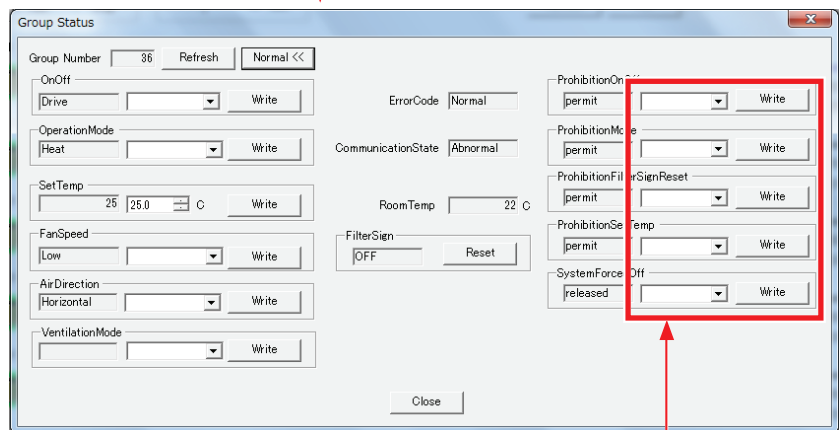 Group Status
Group Number 36 Refresh Normal <<
OnOff
Drive Write
OperationMode
Heat Write
SetTemp
25 25.0 C Write
FanSpeed
Low Write
AirDirection
Horizontal Write
VentilationMode
Write
ErrorCode Normal
CommunicationState Abnormal
RoomTemp 22 C
FilterSign
OFF Reset
ProhibitionOnOff
permit Write
ProhibitionMode
permit Write
ProhibitionFilterSignReset
permit Write
ProhibitionSetTemp
permit Write
SystemForcedOff
released Write
Close